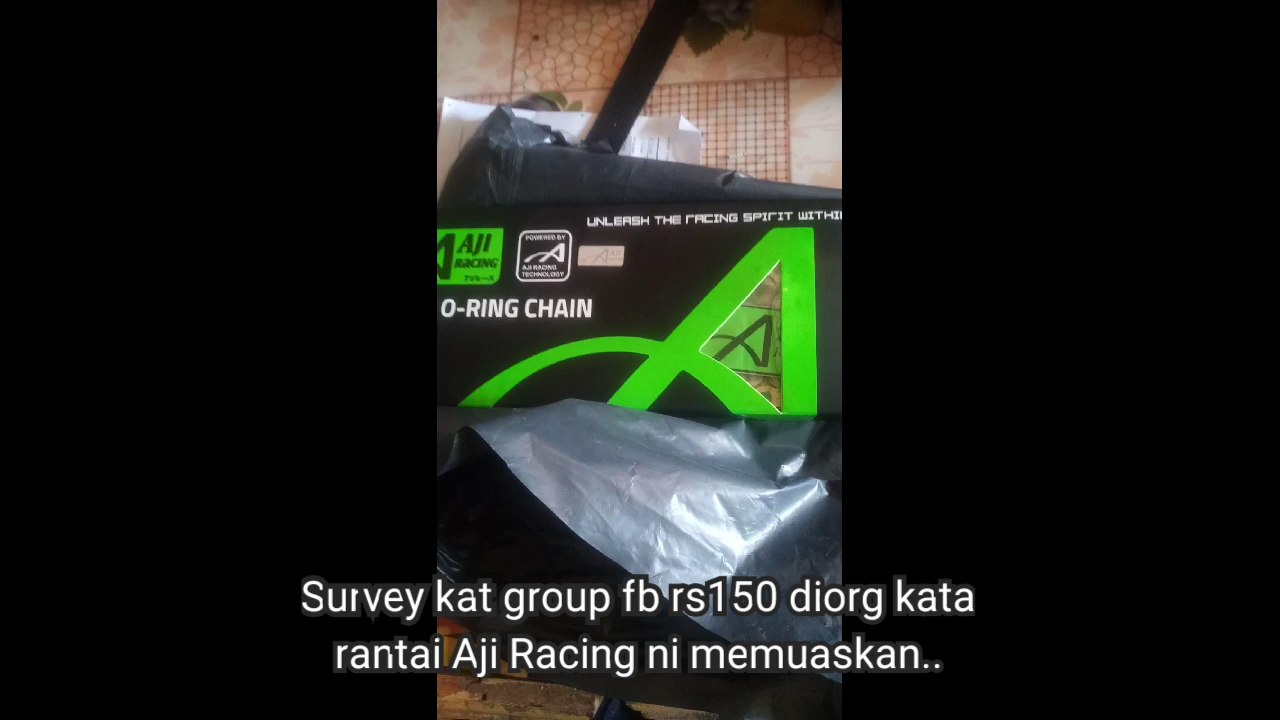 UNLEASH THE RACING SPIRIT WITHI
AJI
RACING
POWERED BY
AJI RACING
TECHNOLOGY
O-RING CHAIN
Survey kat group fb rs150 diorg kata
rantai Aji Racing ni memuaskan..